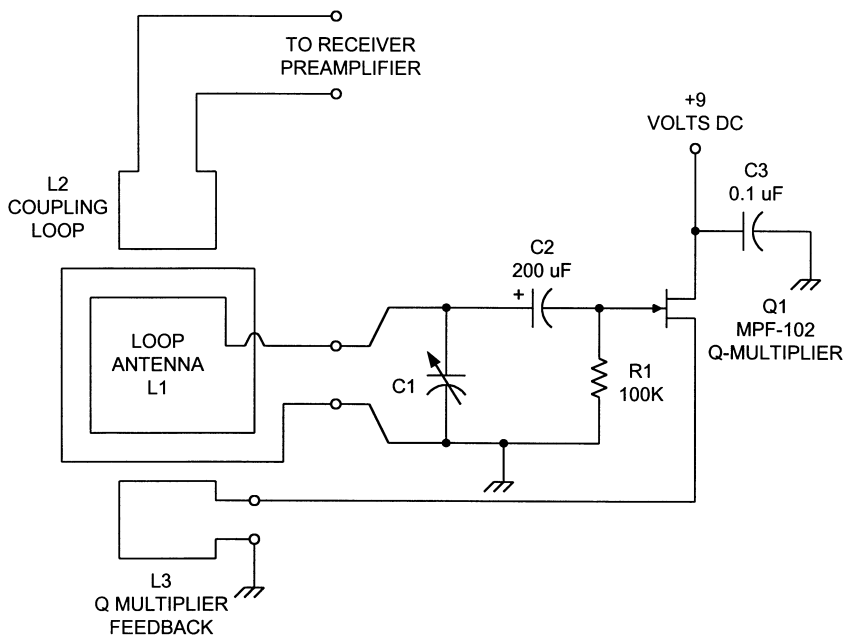 TO RECEIVER
PREAMPLIFIER
+9
VOLTS DC
L2
COUPLING
LOOP
C3
0.1 uF
C2
200 uF
+
LOOP
ANTENNA
L1
Q1
MPF-102
Q-MULTIPLIER
C1
R1
100K
L3
Q MULTIPLIER
FEEDBACK